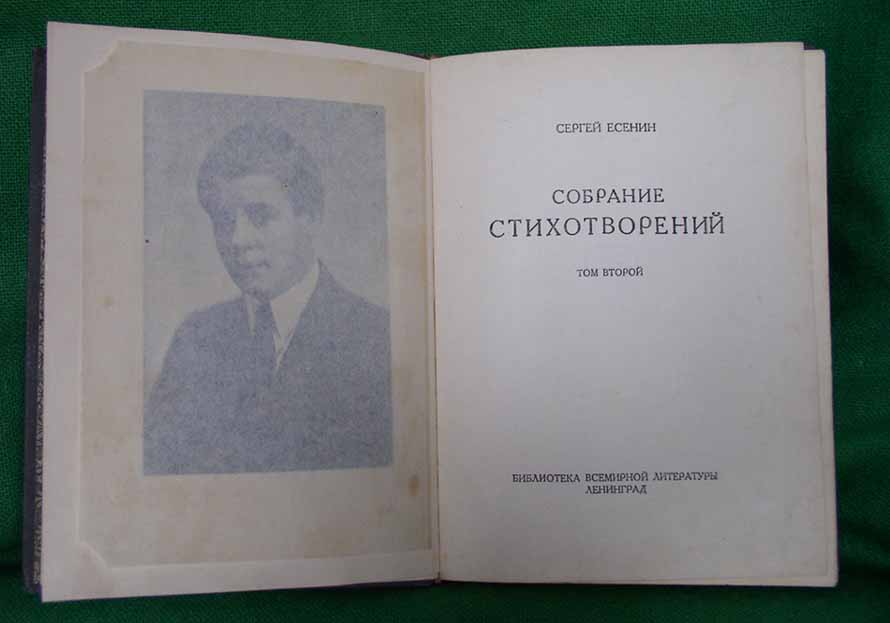 СЕРГЕЙ ЕСЕНИН
СОБРАНИЕ
СТИХОТВОРЕНИЙ
ТОМ ВТОРОЙ
БИБЛИОТЕКА ВСЕМИРНОЙ ЛИТЕРАТУРЫ
ЛЕНИНГРАД